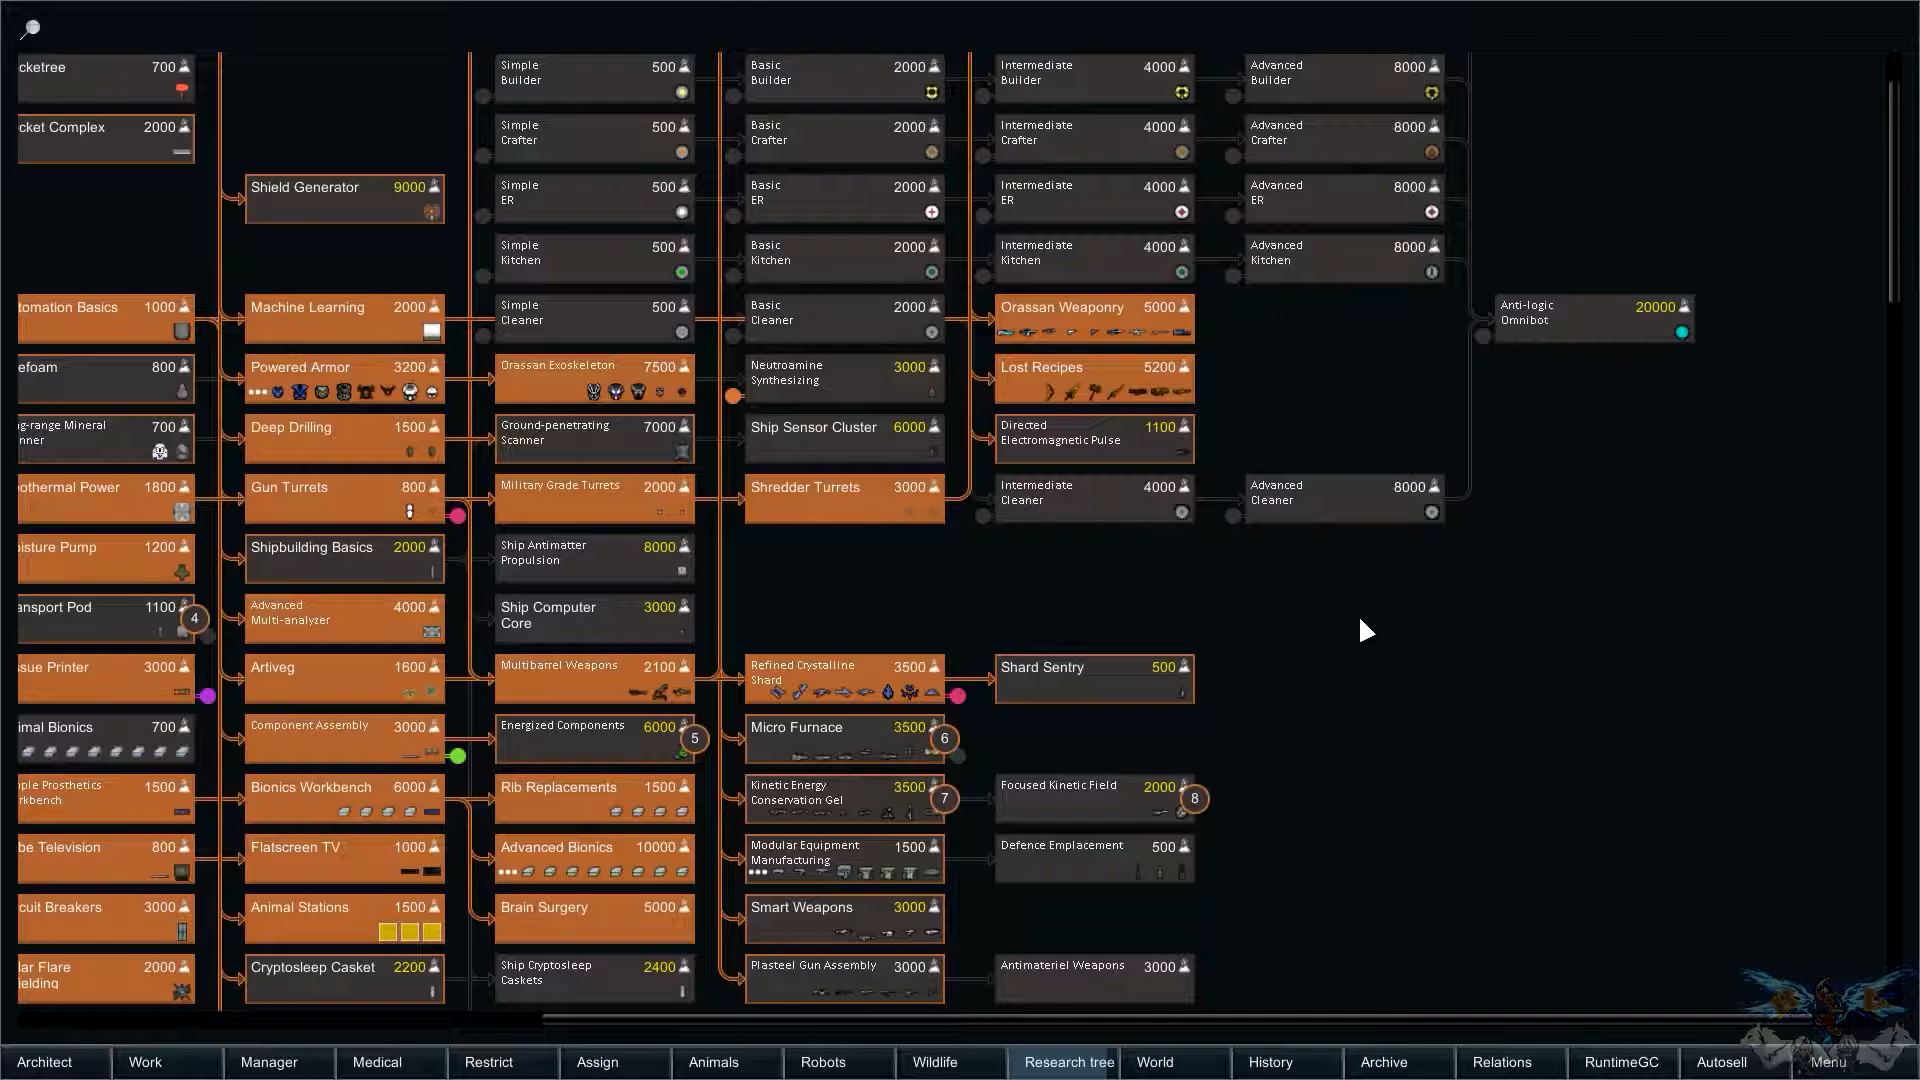 cketree 700
Simple
Builder 500
Basic
Builder 2000
Intermediate
Builder 4000
Advanced
Builder 8000
cket Complex 2000
Simple
Crafter 500
Basic
Crafter 2000
Intermediate
Crafter 4000
Advanced
Crafter 8000
Shield Generator 9000
Simple
ER 500
Basic
ER 2000
Intermediate
ER 4000
Advanced
ER 8000
Simple
Kitchen 500
Basic
Kitchen 2000
Intermediate
Kitchen 4000
Advanced
Kitchen 8000
tomation Basics 1000
Machine Learning 2000
Simple
Cleaner 500
Basic
Cleaner 2000
Orassan Weaponry 5000
Anti-logic
Omnibot 20000
efoam 800
Powered Armor 3200
Orassan Exoskeleton 7500
Neutroamine
Synthesizing 3000
Lost Recipes 5200
ng-range Mineral
nner 700
Deep Drilling 1500
Ground-penetrating
Scanner 7000
Ship Sensor Cluster 6000
Directed
Electromagnetic Pulse 1100
othermal Power 1800
Gun Turrets 800
Military Grade Turrets 2000
Shredder Turrets 3000
Intermediate
Cleaner 4000
Advanced
Cleaner 8000
isture Pump 1200
Shipbuilding Basics 2000
Ship Antimatter
Propulsion 8000
ansport Pod 1100 4
Advanced
Multi-analyzer 4000
Ship Computer
Core 3000
ssue Printer 3000
Artiveg 1600
Multibarrel Weapons 2100
Refined Crystalline
Shard 3500
Shard Sentry 500
imal Bionics 700
Component Assembly 3000
Energized Components 6000 5
Micro Furnace 3500 6
ple Prosthetics
rkbench 1500
Bionics Workbench 6000
Rib Replacements 1500
Kinetic Energy
Conservation Gel 3500 7
Focused Kinetic Field 2000 8
be Television 800
Flatscreen TV 1000
Advanced Bionics 10000
Modular Equipment
Manufacturing 1500
Defence Emplacement 500
cuit Breakers 3000
Animal Stations 1500
Brain Surgery 5000
Smart Weapons 3000
lar Flare
ielding 2000
Cryptosleep Casket 2200
Ship Cryptosleep
Caskets 2400
Plasteel Gun Assembly 3000
Antimateriel Weapons 3000
Architect Work Manager Medical Restrict Assign Animals Robots Wildlife Research tree World History Archive Relations RuntimeGC Autosell Menu